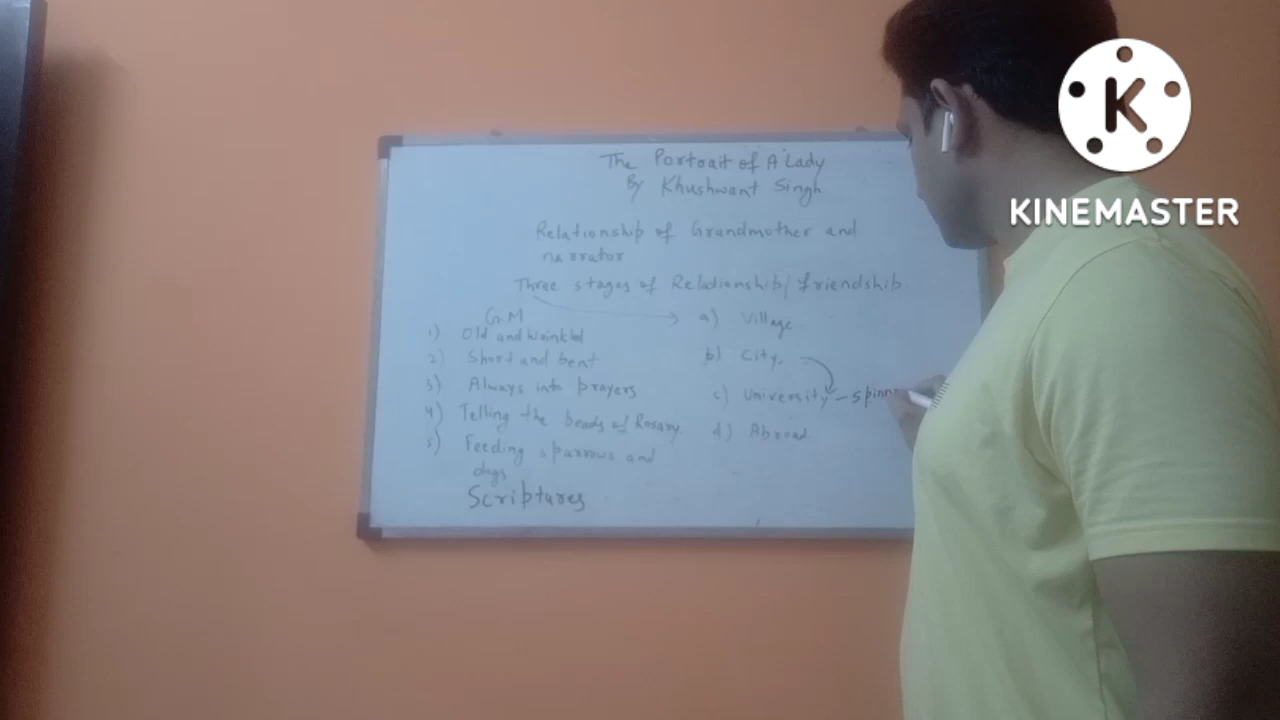 The Portrait of A Lady
By Khushwant Singh
Relationship of Grandmother and
narrator
Three stages of Relationship/friendship
G.M
1) Old and wrinkled
2) Short and bent
3) Always into prayers
4) Telling the beads of Rosary
5) Feeding sparrows and
dogs
Scriptures
a) Village
b) City
c) University - spinn
d) Abroad
K
KINEMASTER